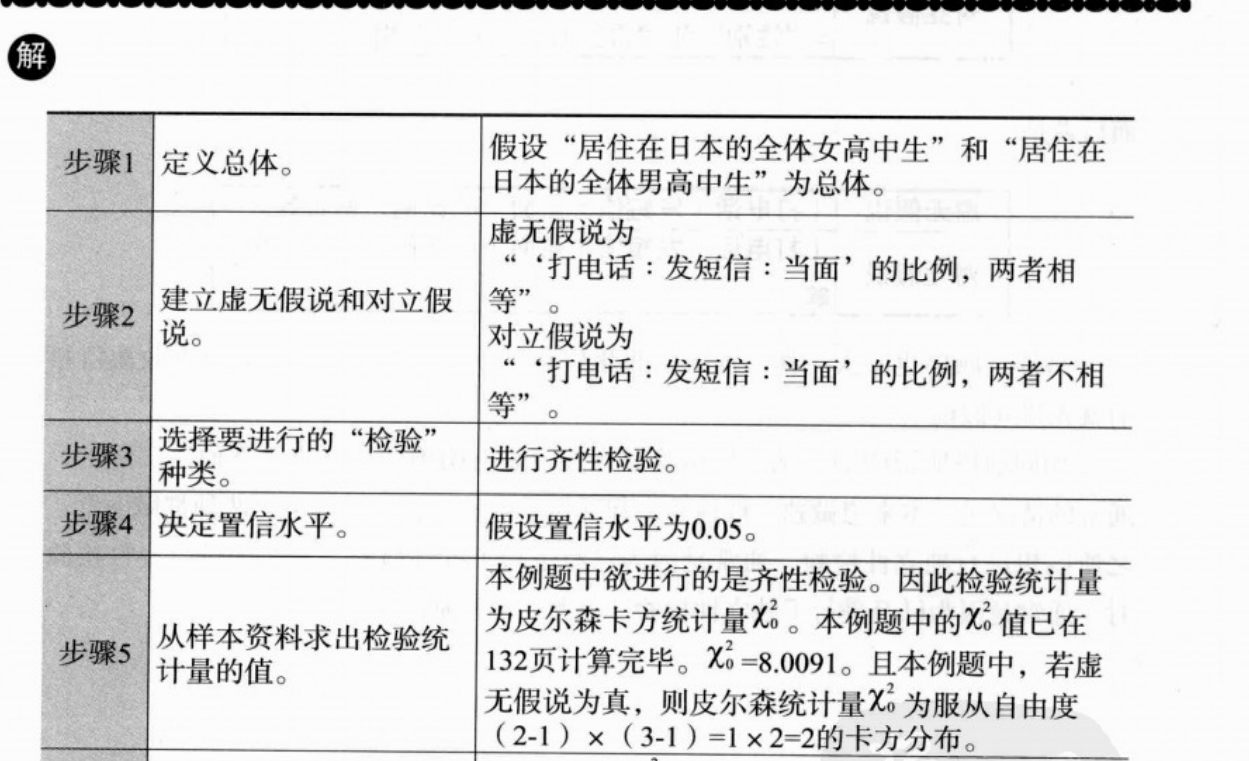 解
步骤1
定义总体。
假设“居住在日本的全体女高中生”和“居住在
日本的全体男高中生”为总体。
步骤2
建立虚无假说和对立假
说。
虚无假说为
“‘打电话：发短信：当面’的比例，两者相
等”。
对立假说为
“‘打电话：发短信：当面’的比例，两者不相
等”。
步骤3
选择要进行的“检验”
种类。
进行齐性检验。
步骤4
决定置信水平。
假设置信水平为0.05。
步骤5
从样本资料求出检验统
计量的值。
本例题中欲进行的是齐性检验。因此检验统计量
为皮尔森卡方统计量χ₀²。本例题中的χ₀²值已在
132页计算完毕。χ₀²=8.0091。且本例题中，若虚
无假说为真，则皮尔森统计量χ₀²为服从自由度
（2-1）×（3-1）=1×2=2的卡方分布。